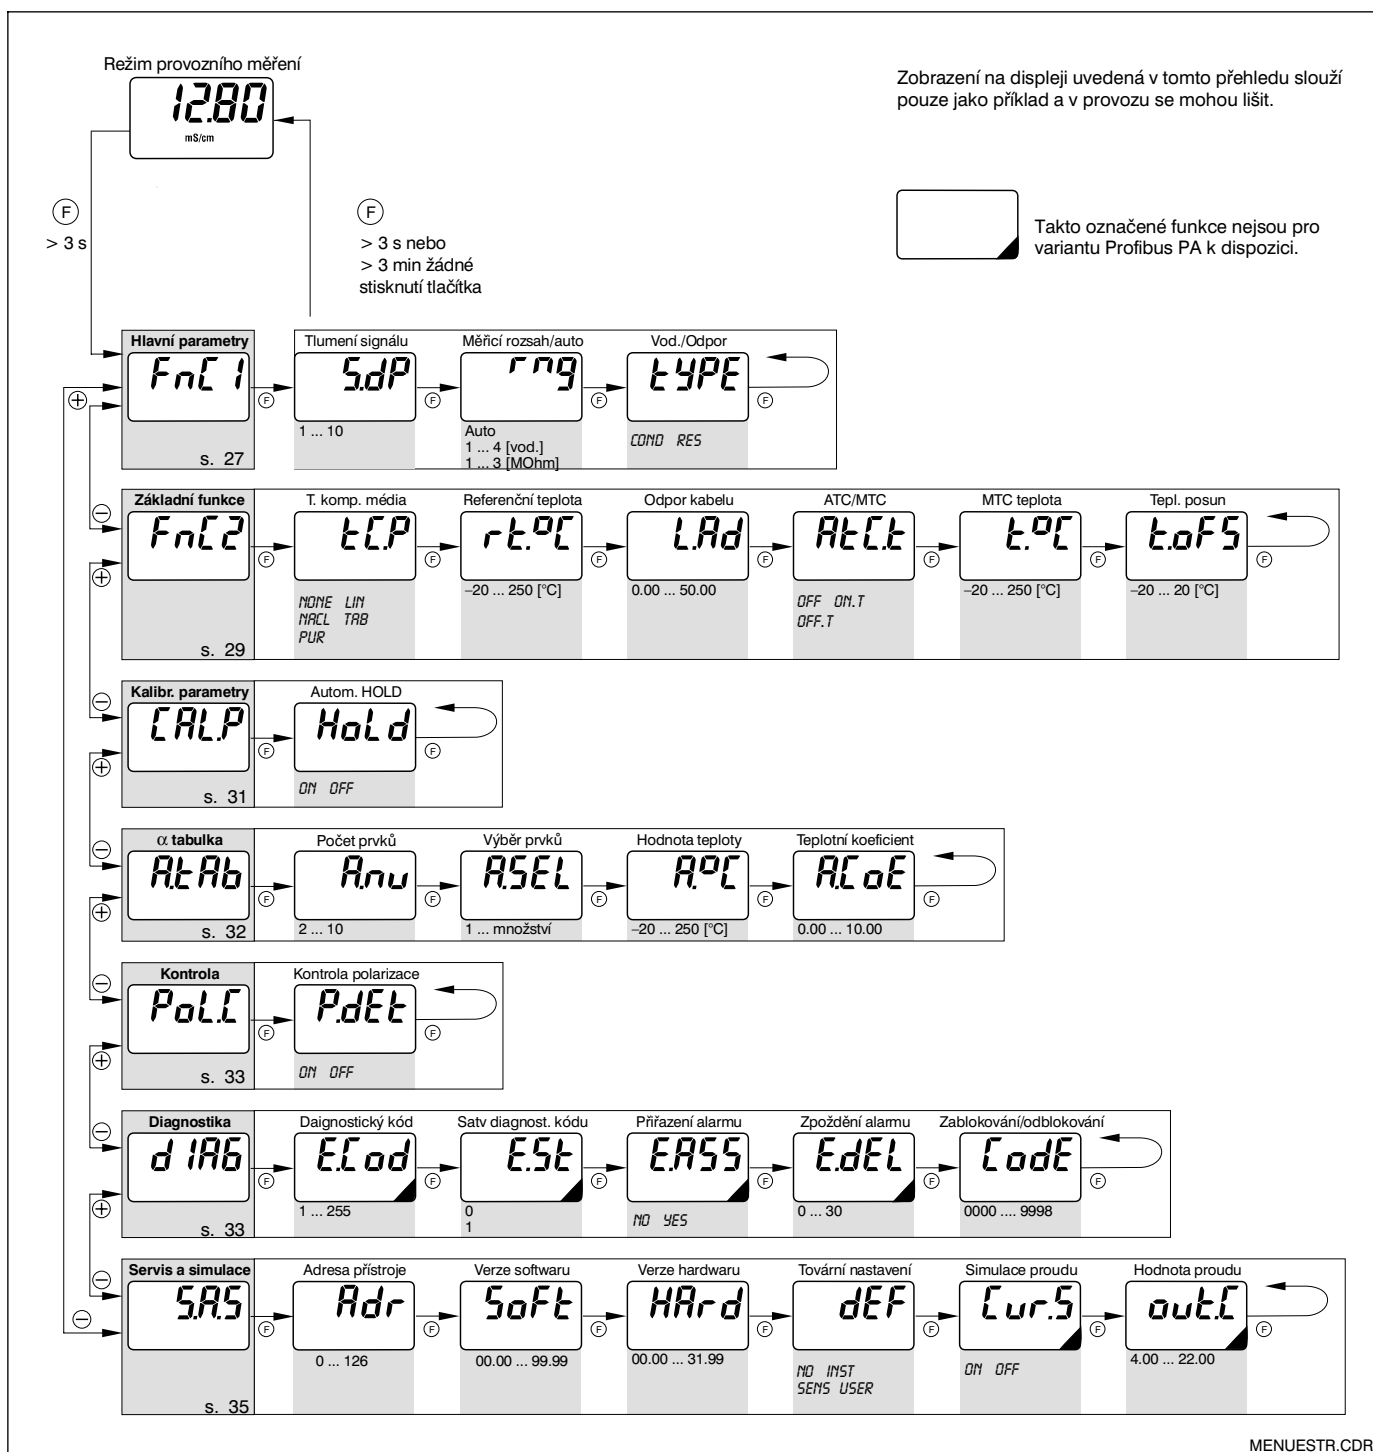 Režim provozního měření
12.80
mS/cm
Zobrazení na displeji uvedená v tomto přehledu slouží
pouze jako příklad a v provozu se mohou lišit.
Takto označené funkce nejsou pro
variantu Profibus PA k dispozici.
F
> 3 s
F
> 3 s nebo
> 3 min žádné
stisknutí tlačítka
Hlavní parametry Tlumení signálu Měřicí rozsah/auto Vod./Odpor
FnC1 S.dP rng tYPE
F F F F
+
1 ... 10 Auto COND RES
1 ... 4 [vod.]
s. 27 1 ... 3 [MOhm]
Základní funkce T. komp. média Referenční teplota Odpor kabelu ATC/MTC MTC teplota Tepl. posun
FnC2 tC.P rt.°C L.Ad AtC.t t.°C t.oFS
− F F F F F F F
+
–20 ... 250 [°C] 0.00 ... 50.00 –20 ... 250 [°C] –20 ... 20 [°C]
NONE LIN OFF ON.T
NACL TAB OFF.T
PUR
s. 29
Kalibr. parametry Autom. HOLD
CAL.P HoLd
− F F
+
ON OFF
s. 31
α tabulka Počet prvků Výběr prvků Hodnota teploty Teplotní koeficient
A.tAb A.nu A.SEL A.°C A.CoE
− F F F F F
+
s. 32 2 ... 10 1 ... množství –20 ... 250 [°C] 0.00 ... 10.00
Kontrola Kontrola polarizace
PoL.C P.dEt
− F F
+
ON OFF
s. 33
Diagnostika Daignostický kód Satv diagnost. kódu Přiřazení alarmu Zpoždění alarmu Zablokování/odblokování
dIAG E.Cod E.St E.ASS E.dEL CodE
− F F F F F F
+
1 ... 255 0 NO YES 0 ... 30 0000 .... 9998
1
s. 33
Servis a simulace Adresa přístroje Verze softwaru Verze hardwaru Tovární nastavení Simulace proudu Hodnota proudu
S.A.S Adr SoFt HArd dEF Cur.S out.C
− F F F F F F F
−
0 ... 126 00.00 ... 99.99 00.00 ... 31.99 NO INST ON OFF 4.00 ... 22.00
SENS USER
s. 35
MENUESTR.CDR